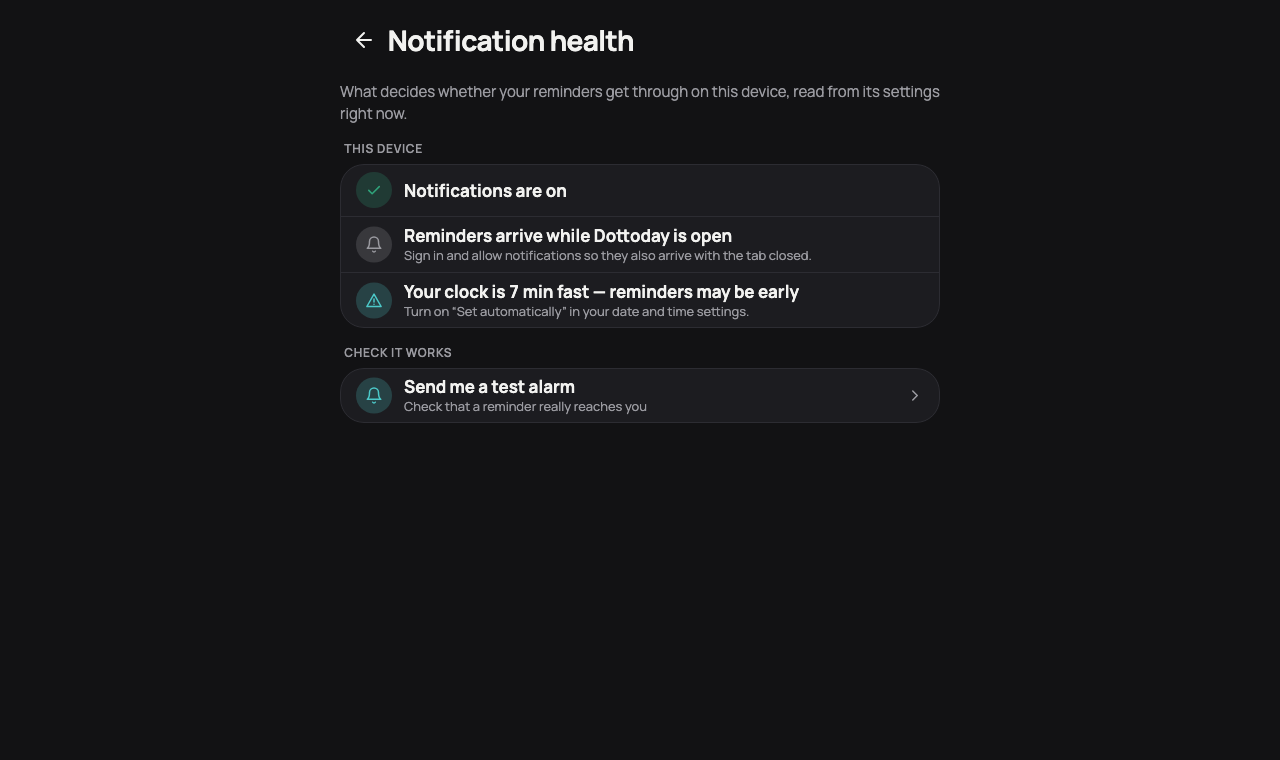 Notification health
What decides whether your reminders get through on this device, read from its settings
right now.
THIS DEVICE
Notifications are on
Reminders arrive while Dottoday is open
Sign in and allow notifications so they also arrive with the tab closed.
Your clock is 7 min fast — reminders may be early
Turn on “Set automatically” in your date and time settings.
CHECK IT WORKS
Send me a test alarm
Check that a reminder really reaches you